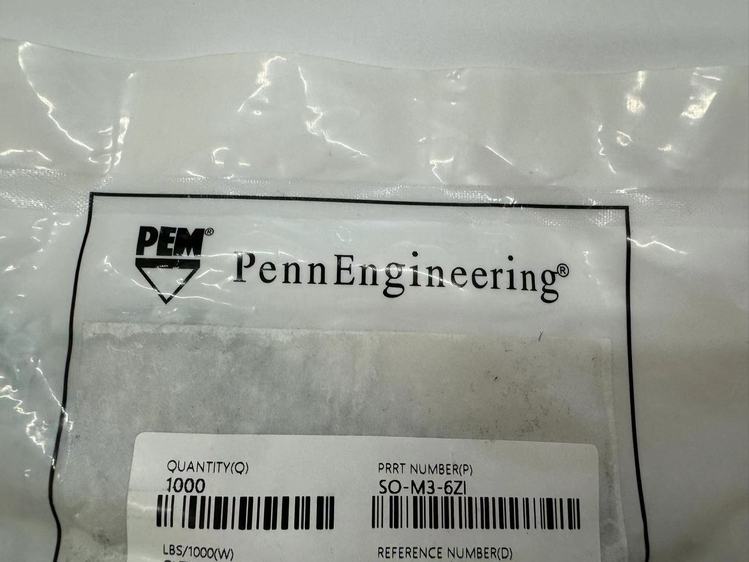 PEM®
PennEngineering®
QUANTITY(Q)
1000
PRRT NUMBER(P)
SO-M3-6ZI
LBS/1000(W)
REFERENCE NUMBER(D)